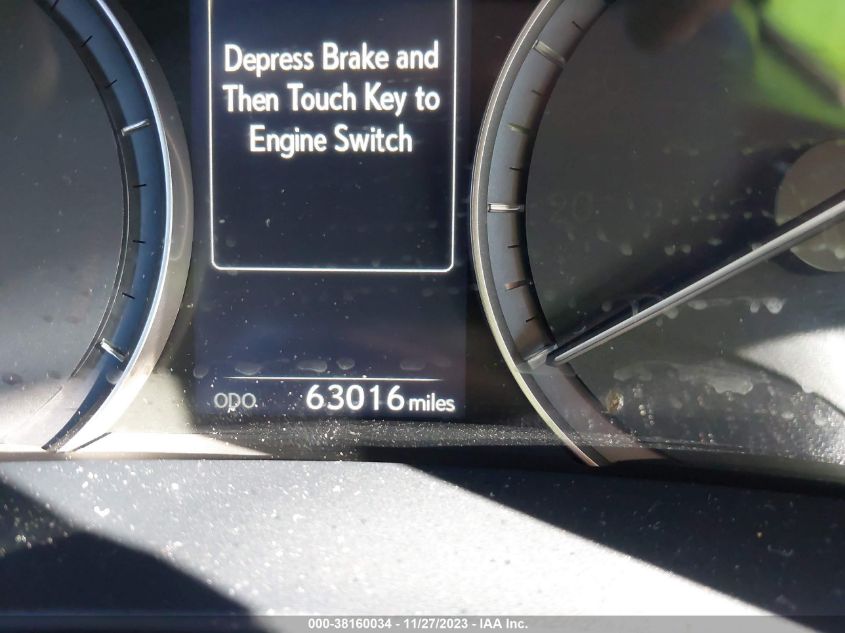 Depress Brake and
Then Touch Key to
Engine Switch
20
ODO 63016 miles
000-38160034 - 11/27/2023 - IAA Inc.